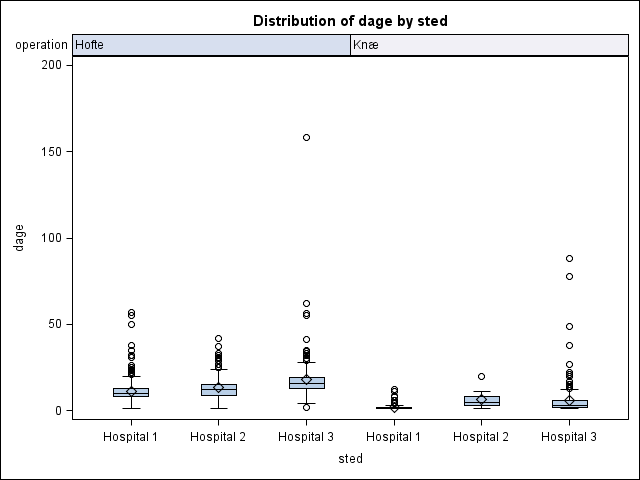 Distribution of dage by sted
operation Hofte Knæ
200
150
100
50
0
dage
Hospital 1 Hospital 2 Hospital 3 Hospital 1 Hospital 2 Hospital 3
sted